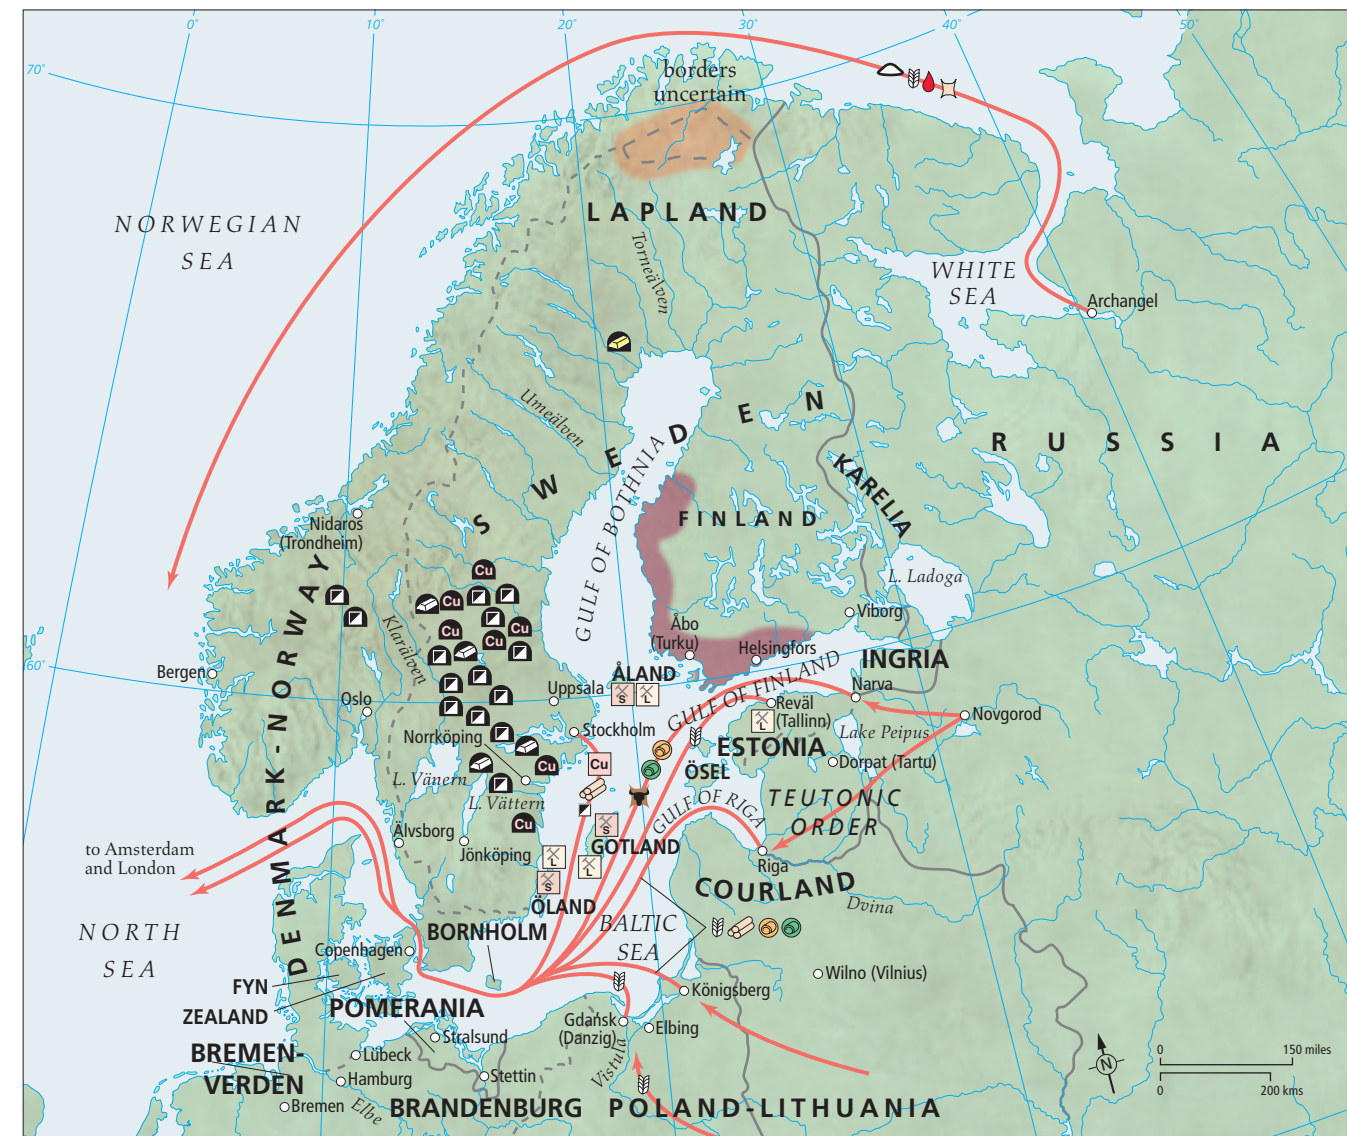 0°
10°
20°
30°
40°
50°
70°
borders
uncertain
LAPLAND
NORWEGIAN
SEA
Torneälven
WHITE
SEA
Archangel
Umeälven
SWEDEN
GULF OF BOTHNIA
RUSSIA
KARELIA
FINLAND
Nidaros
(Trondheim)
L. Ladoga
Cu
Cu
Cu
Cu
Cu
Viborg
Åbo
(Turku)
Helsingfors
Klarälven
DENMARK-NORWAY
60°
Bergen
INGRIA
ÅLAND
S
L
GULF OF FINLAND
Narva
Uppsala
Oslo
Reväl
(Tallinn)
L
Novgorod
Stockholm
Norrköping
Lake Peipus
ESTONIA
Dorpat (Tartu)
Cu
Cu
ÖSEL
L. Vänern
L. Vättern
TEUTONIC
ORDER
GULF OF RIGA
Cu
S
Älvsborg
Jönköping
GOTLAND
L
L
S
to Amsterdam
and London
Riga
COURLAND
Dvina
ÖLAND
BALTIC
SEA
BORNHOLM
NORTH
SEA
Copenhagen
Wilno (Vilnius)
FYN
ZEALAND
Königsberg
POMERANIA
Gdańsk
(Danzig)
Elbing
Stralsund
BREMEN-
VERDEN
Lübeck
Hamburg
Stettin
Vistula
N
0
150 miles
0
200 kms
Bremen
Elbe
BRANDENBURG
POLAND-LITHUANIA